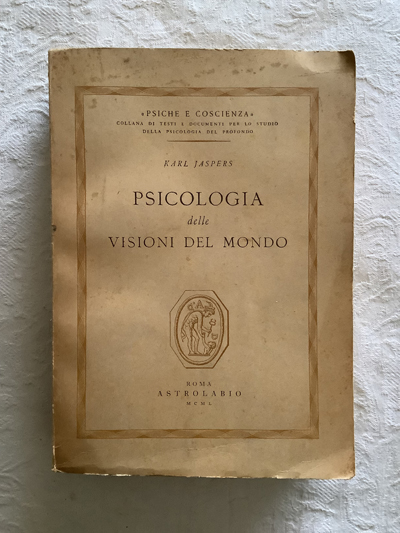 «PSICHE E COSCIENZA»
COLLANA DI TESTI E DOCUMENTI PER LO STUDIO
DELLA PSICOLOGIA DEL PROFONDO
KARL JASPERS
PSICOLOGIA
delle
VISIONI DEL MONDO
ROMA
ASTROLABIO
MCML